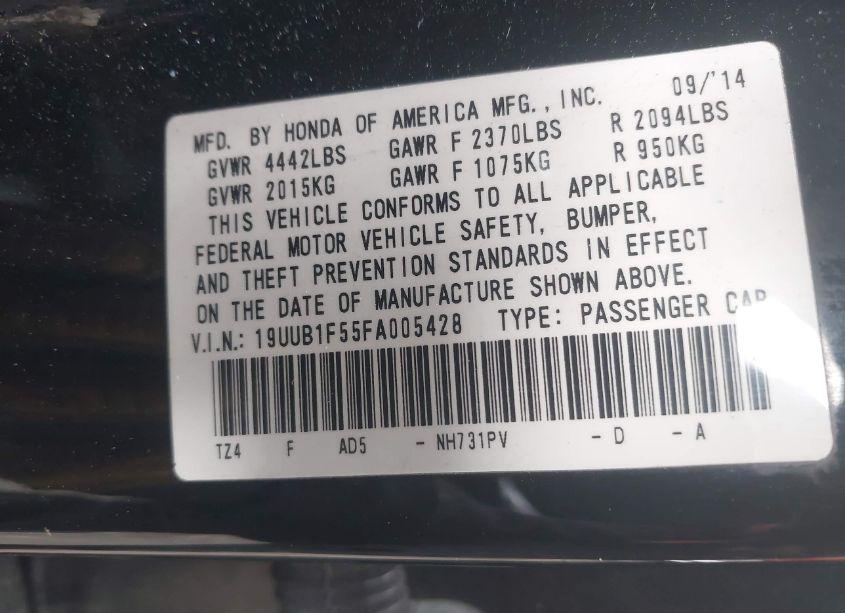 MFD. BY HONDA OF AMERICA MFG., INC. 09/'14
GVWR 4442LBS GAWR F 2370LBS R 2094LBS
GVWR 2015KG GAWR F 1075KG R 950KG
THIS VEHICLE CONFORMS TO ALL APPLICABLE
FEDERAL MOTOR VEHICLE SAFETY, BUMPER,
AND THEFT PREVENTION STANDARDS IN EFFECT
ON THE DATE OF MANUFACTURE SHOWN ABOVE.
V.I.N.: 19UUB1F55FA005428 TYPE: PASSENGER CAR
TZ4 F AD5 - NH731PV - D - A